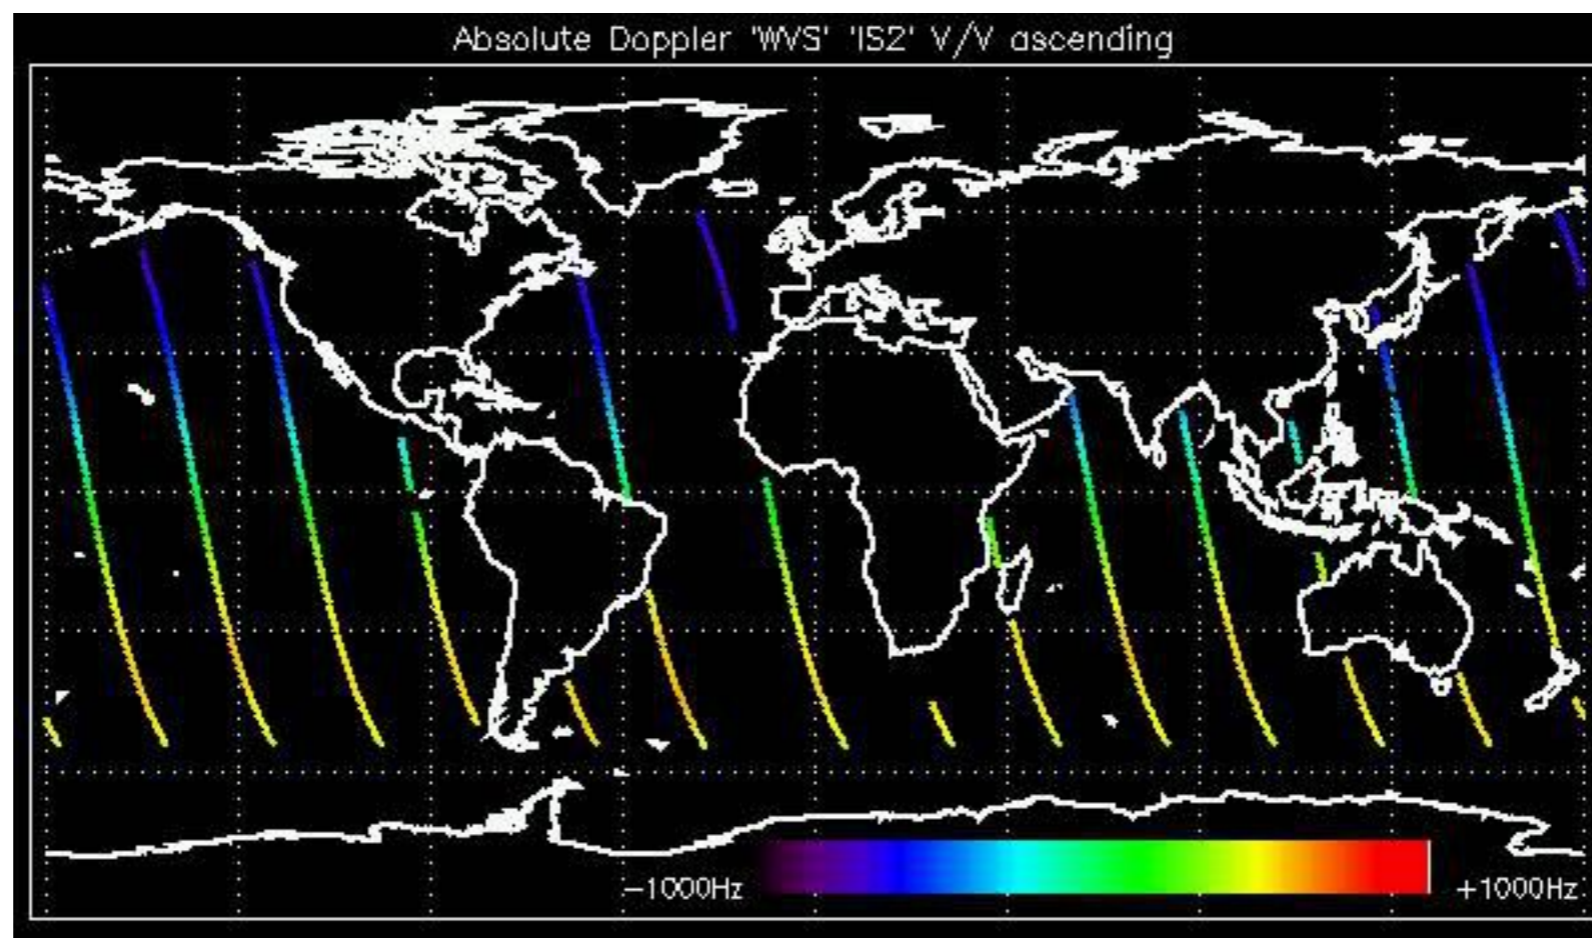 Absolute Doppler 'WVS' 'IS2' V/V ascending
-1000Hz +1000Hz